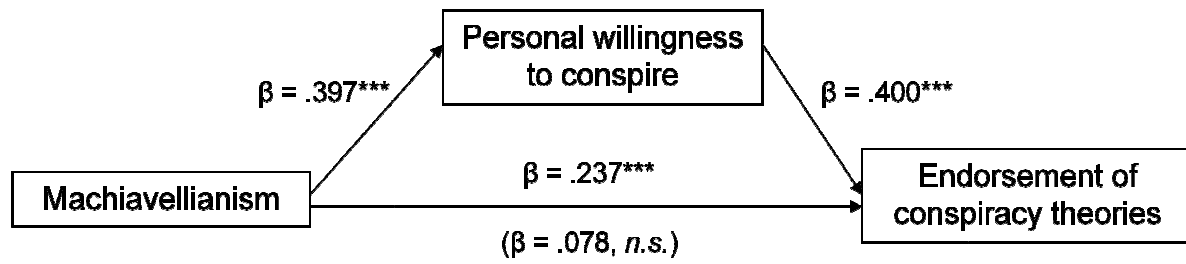 Personal willingness
to conspire
β = .397***
β = .400***
Machiavellianism
β = .237***
(β = .078, n.s.)
Endorsement of
conspiracy theories